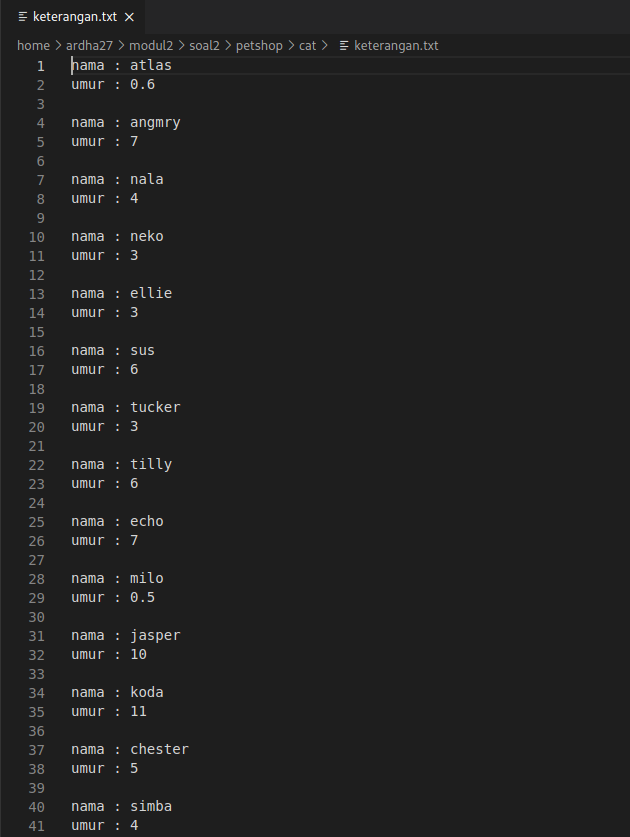 keterangan.txt
home > ardha27 > modul2 > soal2 > petshop > cat > keterangan.txt
1 nama : atlas
2 umur : 0.6
3
4 nama : angmry
5 umur : 7
6
7 nama : nala
8 umur : 4
9
10 nama : neko
11 umur : 3
12
13 nama : ellie
14 umur : 3
15
16 nama : sus
17 umur : 6
18
19 nama : tucker
20 umur : 3
21
22 nama : tilly
23 umur : 6
24
25 nama : echo
26 umur : 7
27
28 nama : milo
29 umur : 0.5
30
31 nama : jasper
32 umur : 10
33
34 nama : koda
35 umur : 11
36
37 nama : chester
38 umur : 5
39
40 nama : simba
41 umur : 4